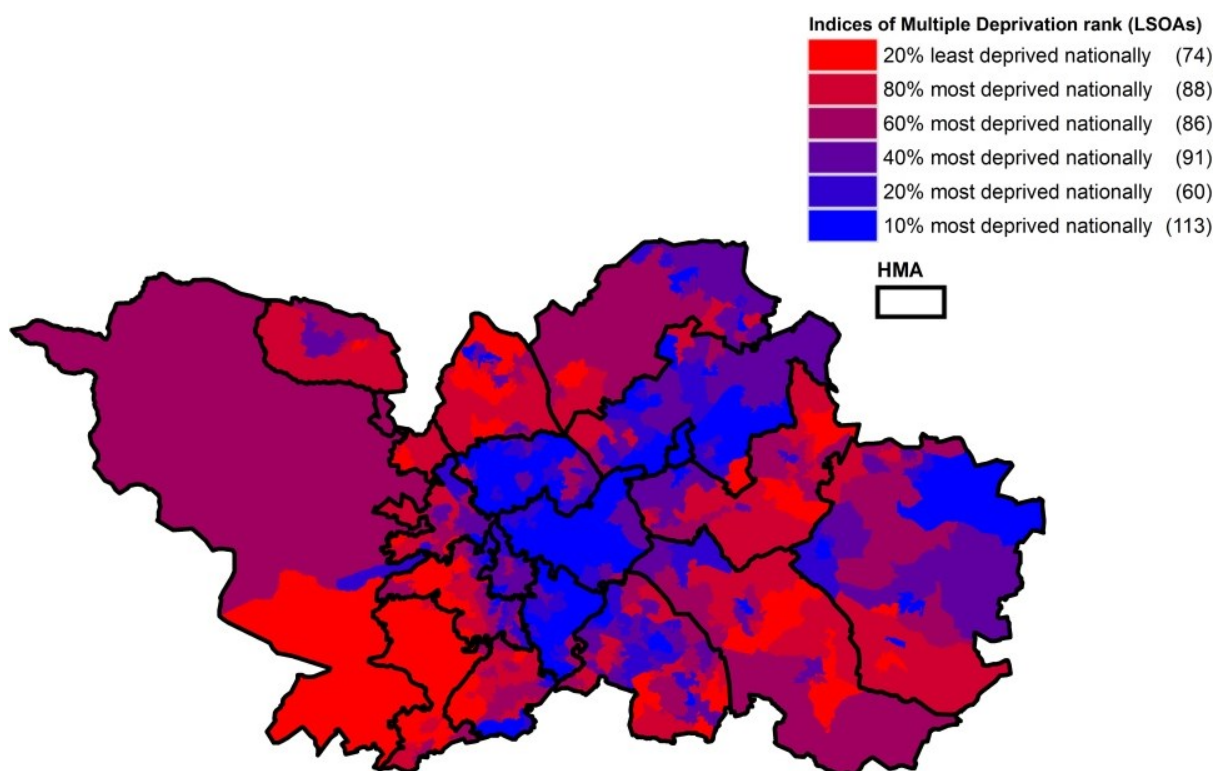 Indices of Multiple Deprivation rank (LSOAs)
20% least deprived nationally (74)
80% most deprived nationally (88)
60% most deprived nationally (86)
40% most deprived nationally (91)
20% most deprived nationally (60)
10% most deprived nationally (113)
HMA